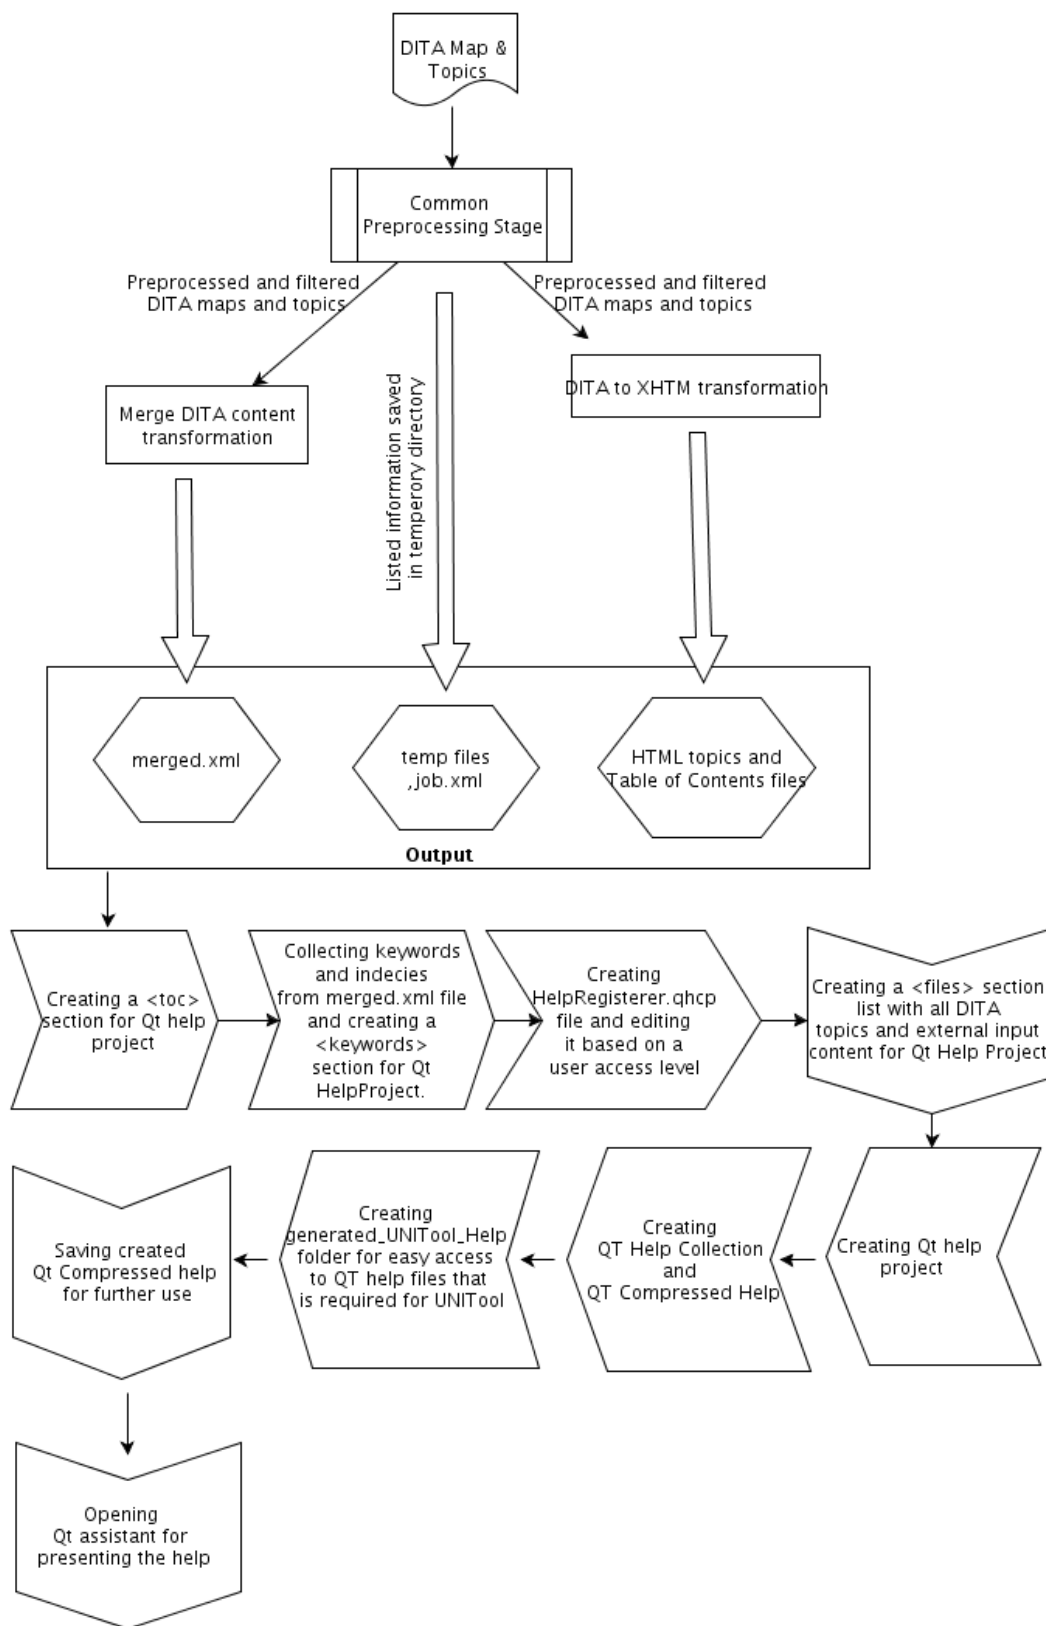 DITA Map &
Topics
Common
Preprocessing Stage
Preprocessed and filtered
DITA maps and topics
Preprocessed and filtered
DITA maps and topics
Listed information saved
in temperory directory
Merge DITA content
transformation
DITA to XHTM transformation
merged.xml
temp files
,job.xml
HTML topics and
Table of Contents files
Output
Creating a <toc>
section for Qt help
project
Collecting keywords
and indecies
from merged.xml file
and creating a
<keywords>
section for Qt
HelpProject.
Creating
HelpRegisterer.qhcp
file and editing
it based on a
user access level
Creating a <files> section
list with all DITA
topics and external input
content for Qt Help Project
Creating Qt help
project
Creating
QT Help Collection
and
QT Compressed Help
Creating
generated_UNITool_Help
folder for easy access
to QT help files that
is required for UNITool
Saving created
Qt Compressed help
for further use
Opening
Qt assistant for
presenting the help